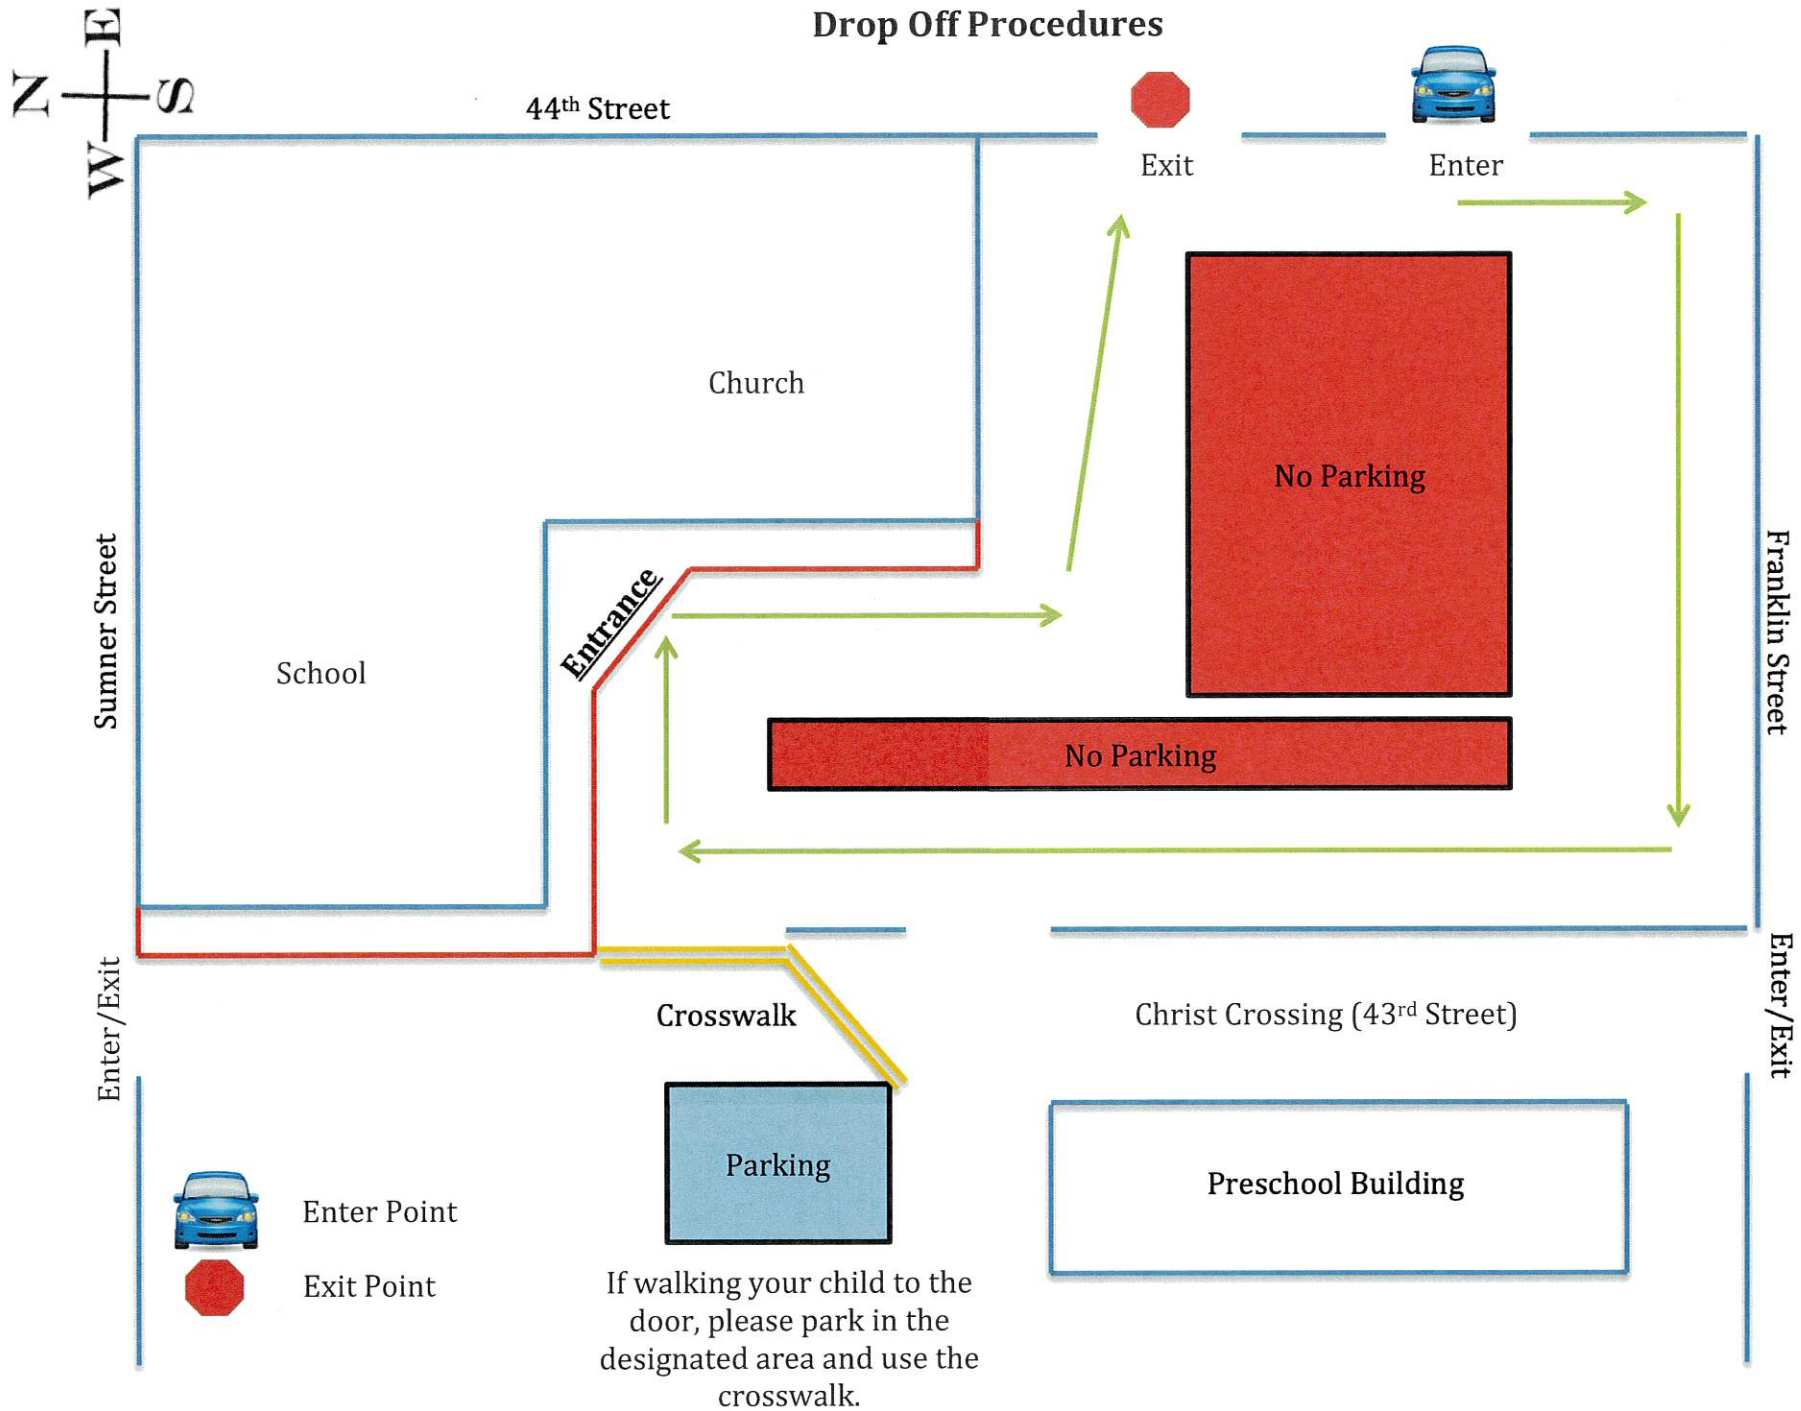 Drop Off Procedures
E
N
S
W
44th Street
Exit
Enter
Church
No Parking
Entrance
School
Sumner Street
Franklin Street
No Parking
Enter/Exit
Enter/Exit
Crosswalk
Christ Crossing (43rd Street)
Parking
Preschool Building
Enter Point
Exit Point
If walking your child to the
door, please park in the
designated area and use the
crosswalk.